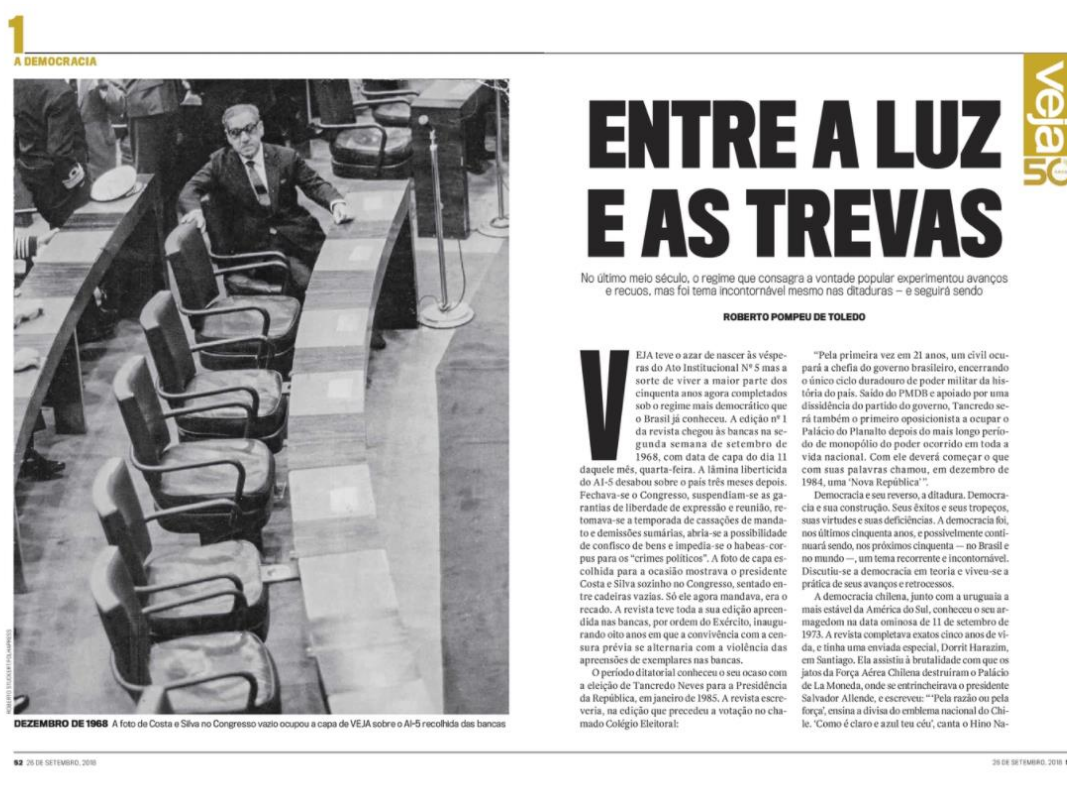 1
A DEMOCRACIA
ROBERTO STUCKERT/FOLHAPRESS
DEZEMBRO DE 1968 A foto de Costa e Silva no Congresso vazio ocupou a capa de VEJA sobre o AI-5 recolhida das bancas
52 26 DE SETEMBRO, 2018
veja
50
ENTRE A LUZ
E AS TREVAS
No último meio século, o regime que consagra a vontade popular experimentou avanços
e recuos, mas foi tema incontornável mesmo nas ditaduras – e seguirá sendo
ROBERTO POMPEU DE TOLEDO
VEJA teve o azar de nascer às véspe-
ras do Ato Institucional Nº 5 mas a
sorte de viver a maior parte dos
cinquenta anos agora completados
sob o regime mais democrático que
o Brasil já conheceu. A edição nº 1
da revista chegou às bancas na se-
gunda semana de setembro de
1968, com data de capa do dia 11
daquele mês, quarta-feira. A lâmina liberticida
do AI-5 desabou sobre o país três meses depois.
Fechava-se o Congresso, suspendiam-se as ga-
rantias de liberdade de expressão e reunião, re-
tomava-se a temporada de cassações de manda-
to e demissões sumárias, abria-se a possibilidade
de confisco de bens e impedia-se o habeas-cor-
pus para os “crimes políticos”. A foto de capa es-
colhida para a ocasião mostrava o presidente
Costa e Silva sozinho no Congresso, sentado en-
tre cadeiras vazias. Só ele agora mandava, era o
recado. A revista teve toda a sua edição apreen-
dida nas bancas, por ordem do Exército, inaugu-
rando oito anos em que a convivência com a cen-
sura prévia se alternaria com a violência das
apreensões de exemplares nas bancas.
O período ditatorial conheceu o seu ocaso com
a eleição de Tancredo Neves para a Presidência
da República, em janeiro de 1985. A revista escre-
veria, na edição que precedeu a votação no cha-
mado Colégio Eleitoral:
“Pela primeira vez em 21 anos, um civil ocu-
pará a chefia do governo brasileiro, encerrando
o único ciclo duradouro de poder militar da his-
tória do país. Saído do PMDB e apoiado por uma
dissidência do partido do governo, Tancredo se-
rá também o primeiro oposicionista a ocupar o
Palácio do Planalto depois do mais longo perío-
do de monopólio do poder ocorrido em toda a
vida nacional. Com ele deverá começar o que
com suas palavras chamou, em dezembro de
1984, uma ‘Nova República’”.
Democracia e seu reverso, a ditadura. Democra-
cia e sua construção. Seus êxitos e seus tropeços,
suas virtudes e suas deficiências. A democracia foi,
nos últimos cinquenta anos, e possivelmente conti-
nuará sendo, nos próximos cinquenta — no Brasil e
no mundo —, um tema recorrente e incontornável.
Discutiu-se a democracia em teoria e viveu-se a
prática de seus avanços e retrocessos.
A democracia chilena, junto com a uruguaia a
mais estável da América do Sul, conheceu o seu ar-
magedom na data ominosa de 11 de setembro de
1973. A revista completava exatos cinco anos de vi-
da, e tinha uma enviada especial, Dorrit Harazim,
em Santiago. Ela assistiu à brutalidade com que os
jatos da Força Aérea Chilena destruíram o Palácio
de La Moneda, onde se entrincheirava o presidente
Salvador Allende, e escreveu: “‘Pela razão ou pela
força’, ensina a divisa do emblema nacional do Chi-
le. ‘Como é claro e azul teu céu’, canta o Hino Na-
26 DE SETEMBRO, 2018